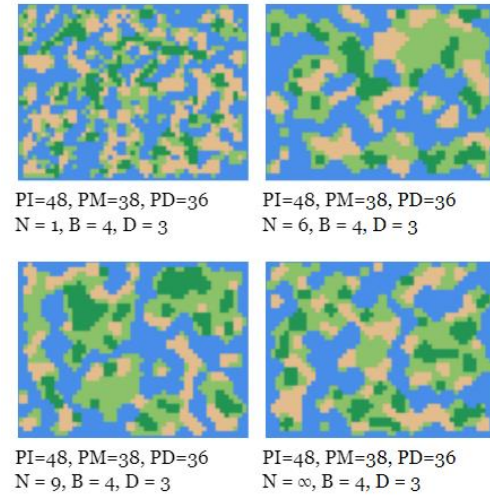 PI=48, PM=38, PD=36
N = 1, B = 4, D = 3
PI=48, PM=38, PD=36
N = 6, B = 4, D = 3
PI=48, PM=38, PD=36
N = 9, B = 4, D = 3
PI=48, PM=38, PD=36
N = ∞, B = 4, D = 3